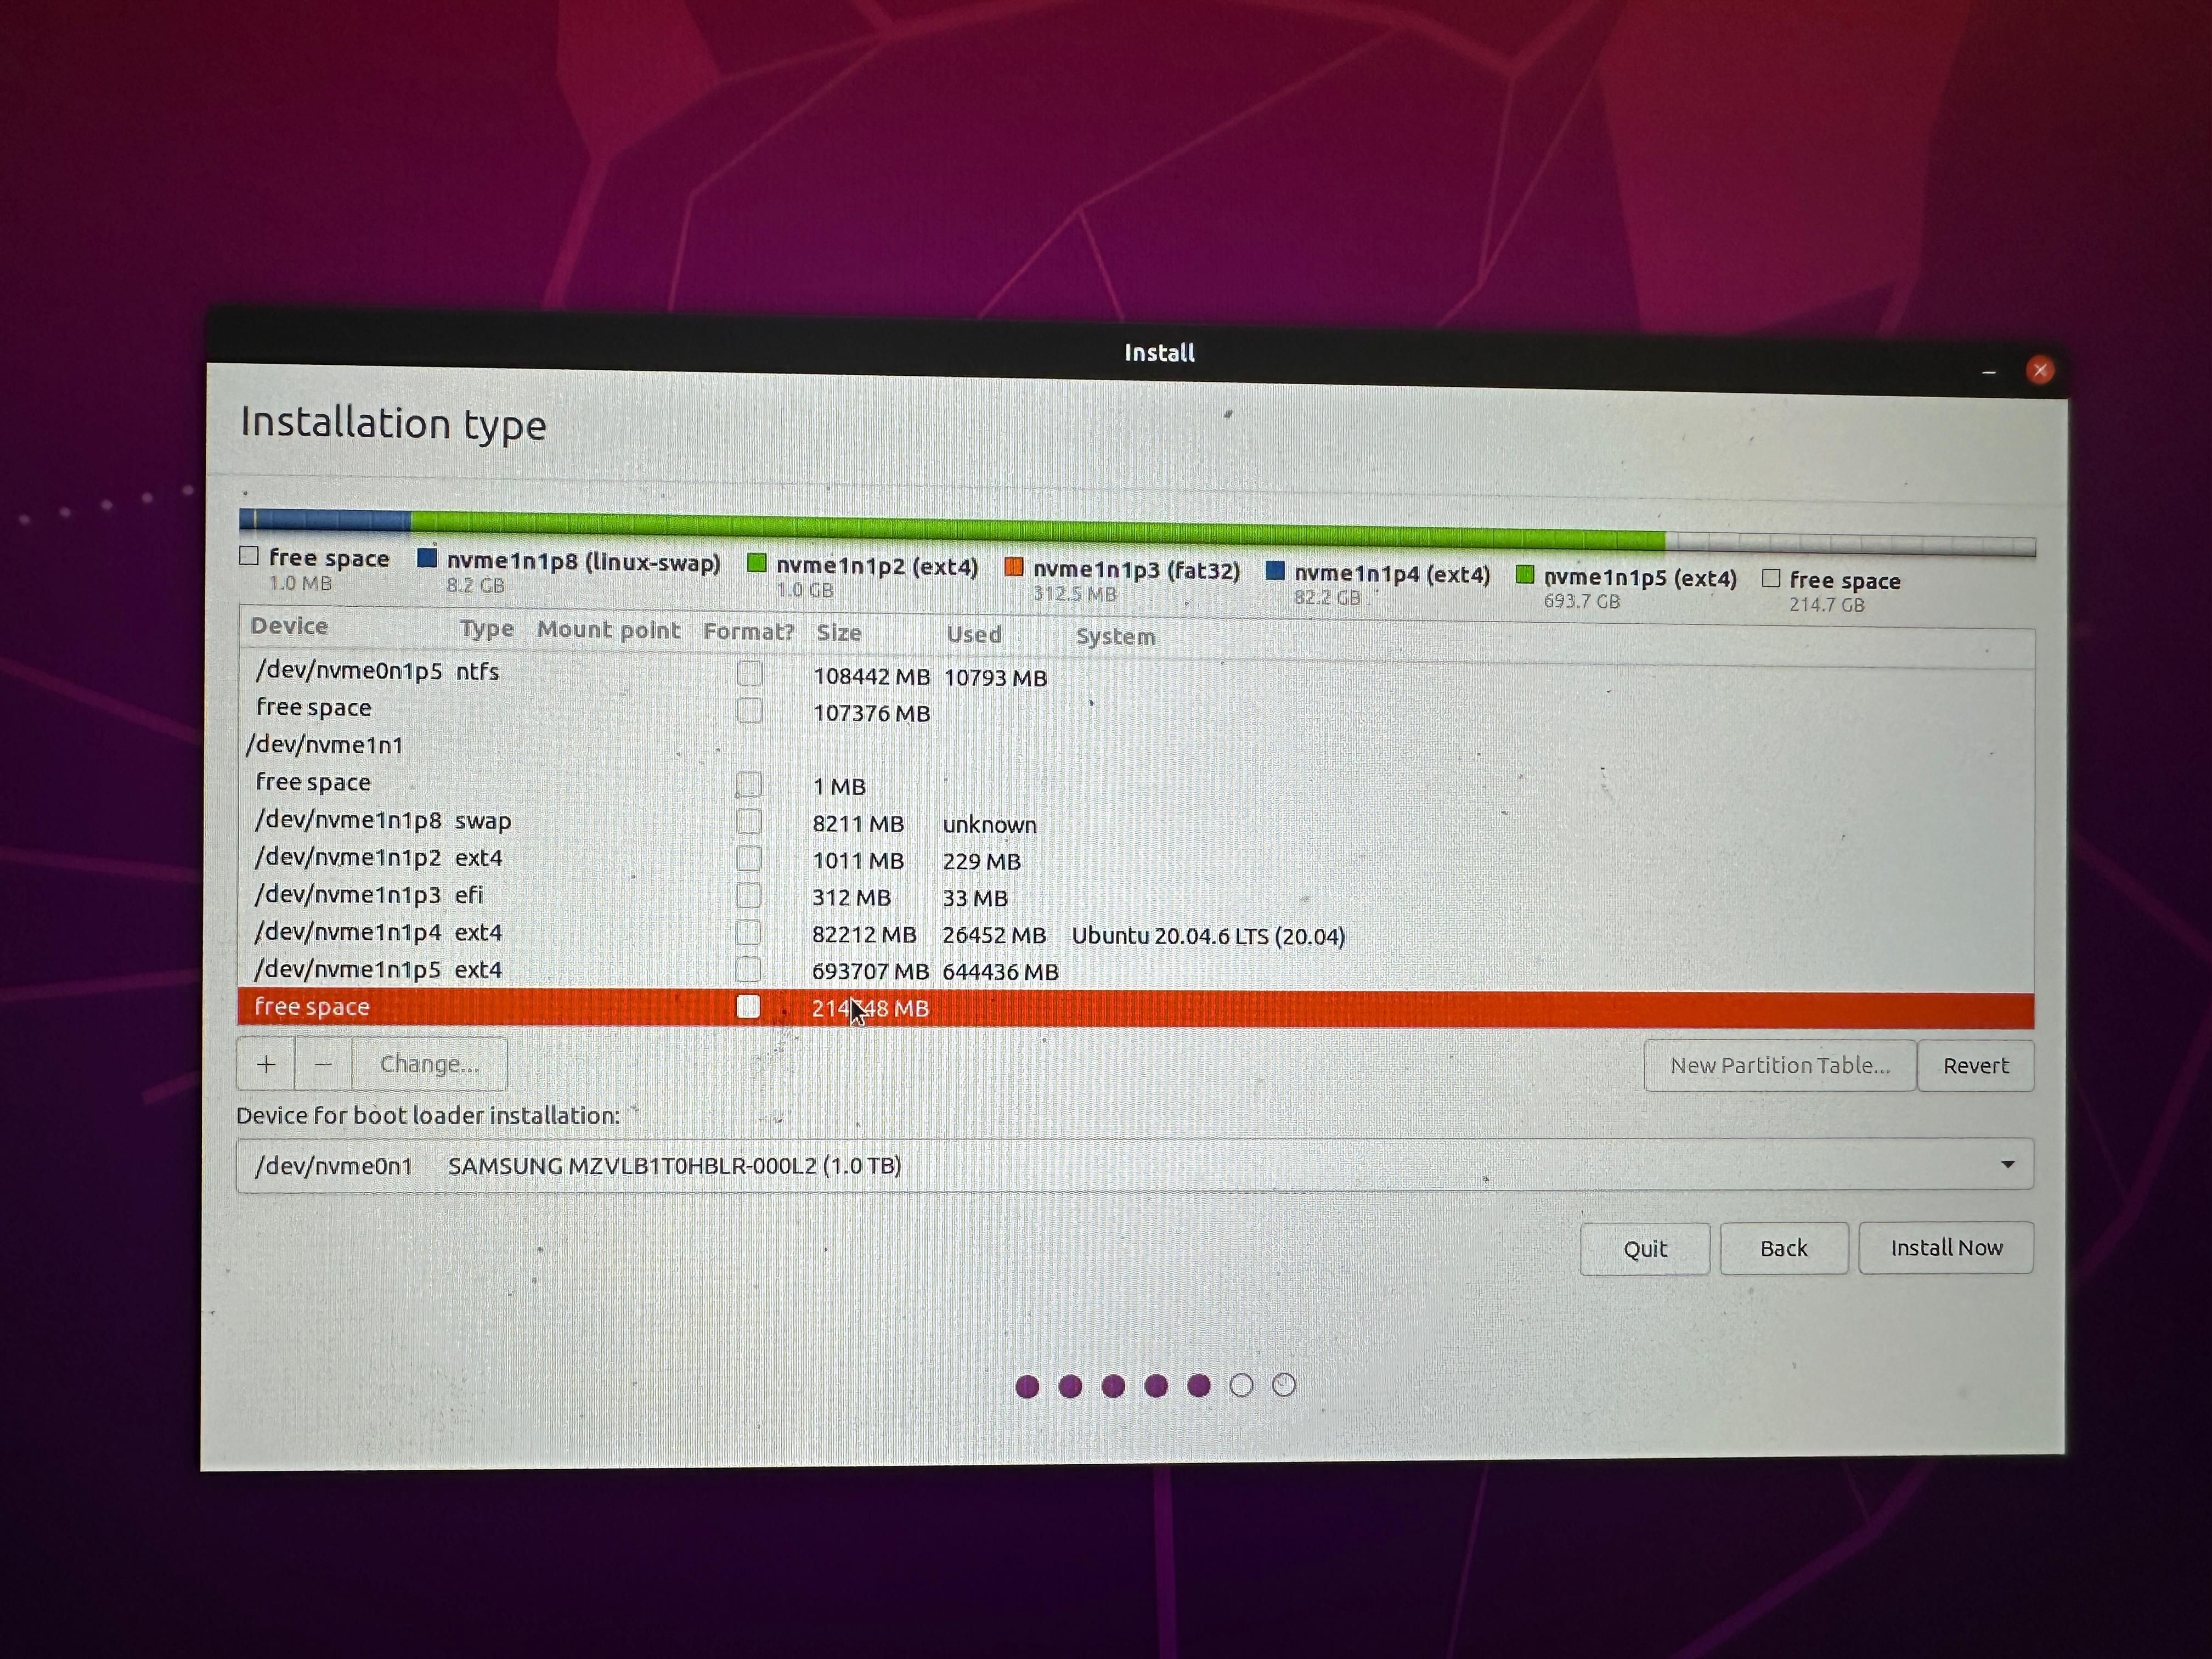 Install
Installation type
free space
1.0 MB
nvme1n1p8 (linux-swap)
8.2 GB
nvme1n1p2 (ext4)
1.0 GB
nvme1n1p3 (fat32)
312.5 MB
nvme1n1p4 (ext4)
82.2 GB
nvme1n1p5 (ext4)
693.7 GB
free space
214.7 GB
Device Type Mount point Format? Size Used System
/dev/nvme0n1p5 ntfs 108442 MB 10793 MB
free space 107376 MB
/dev/nvme1n1
free space 1 MB
/dev/nvme1n1p8 swap 8211 MB unknown
/dev/nvme1n1p2 ext4 1011 MB 229 MB
/dev/nvme1n1p3 efi 312 MB 33 MB
/dev/nvme1n1p4 ext4 82212 MB 26452 MB Ubuntu 20.04.6 LTS (20.04)
/dev/nvme1n1p5 ext4 693707 MB 644436 MB
free space MB
+ − Change... New Partition Table... Revert
Device for boot loader installation:
/dev/nvme0n1 SAMSUNG MZVLB1T0HBLR-000L2 (1.0 TB)
Quit Back Install Now